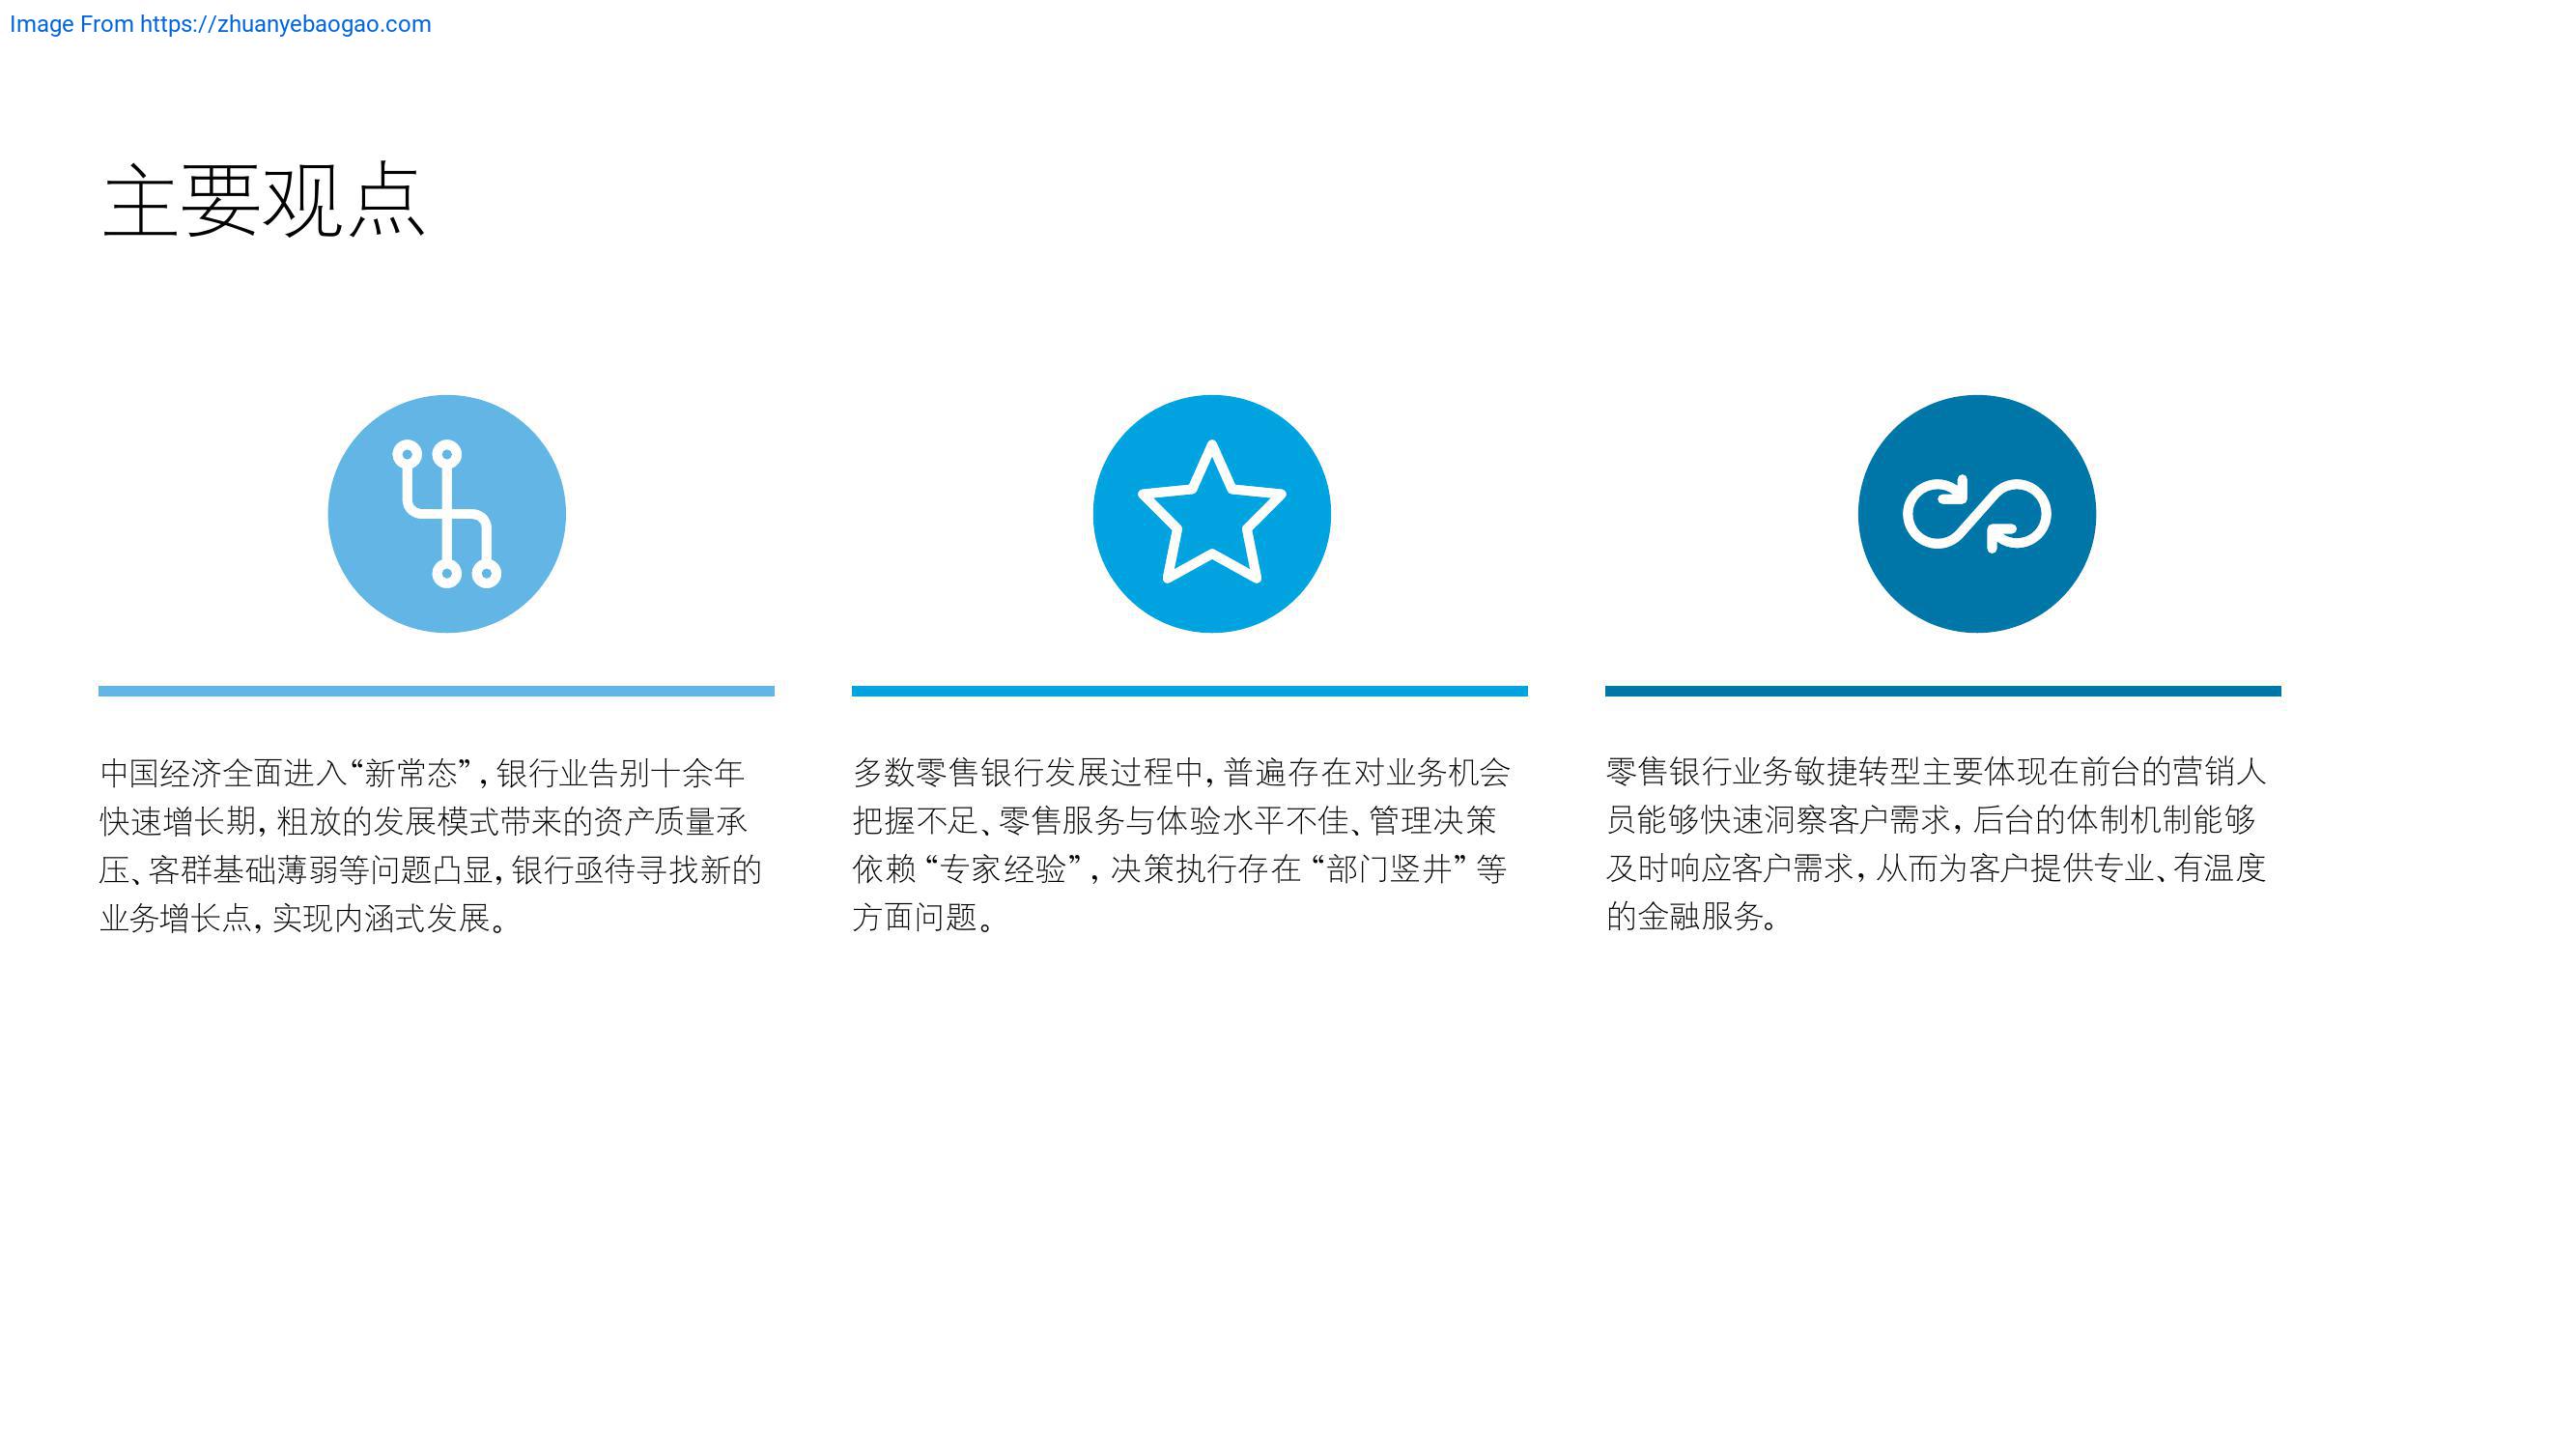 Image From https://zhuanyebaogao.com
主要观点
中国经济全面进入“新常态”，银行业告别十余年
快速增长期，粗放的发展模式带来的资产质量承
压、客群基础薄弱等问题凸显，银行亟待寻找新的
业务增长点，实现内涵式发展。
多数零售银行发展过程中，普遍存在对业务机会
把握不足、零售服务与体验水平不佳、管理决策
依赖“专家经验”，决策执行存在“部门竖井”等
方面问题。
零售银行业务敏捷转型主要体现在前台的营销人
员能够快速洞察客户需求，后台的体制机制能够
及时响应客户需求，从而为客户提供专业、有温度
的金融服务。